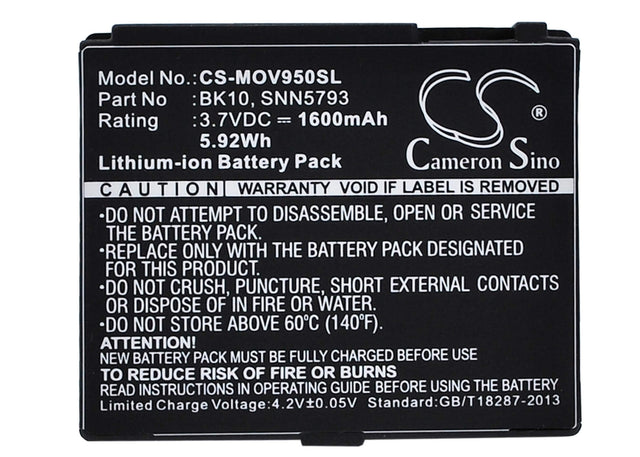 Model No.: CS-MOV950SL
Part No : BK10, SNN5793
Rating : 3.7VDC ⎓ 1600mAh
5.92Wh
Lithium-ion Battery Pack
CS®
Cameron Sino
CAUTION WARRANTY VOID IF LABEL IS REMOVED
•DO NOT ATTEMPT TO DISASSEMBLE, OPEN OR SERVICE
THE BATTERY PACK.
•REPLACE ONLY WITH THE BATTERY PACK DESIGNATED
FOR THIS EQUIPMENT.
•DO NOT CRUSH, PUNCTURE, SHORT EXTERNAL CONTACTS
OR DISPOSE OF IN FIRE OR WATER.
•DO NOT STORE ABOVE 60°C (140°F)
ATTENTION!
NEW BATTERY PACK MUST BE FULLY CHARGED BEFORE USE
TO REDUCE RISK OF FIRE OR BURNS
READ INSTRUCTIONS IN OPERATING MANUAL BEFORE USE
Limited Charge Voltage:4.2V±0.05V Standard:GB/T18287-2013